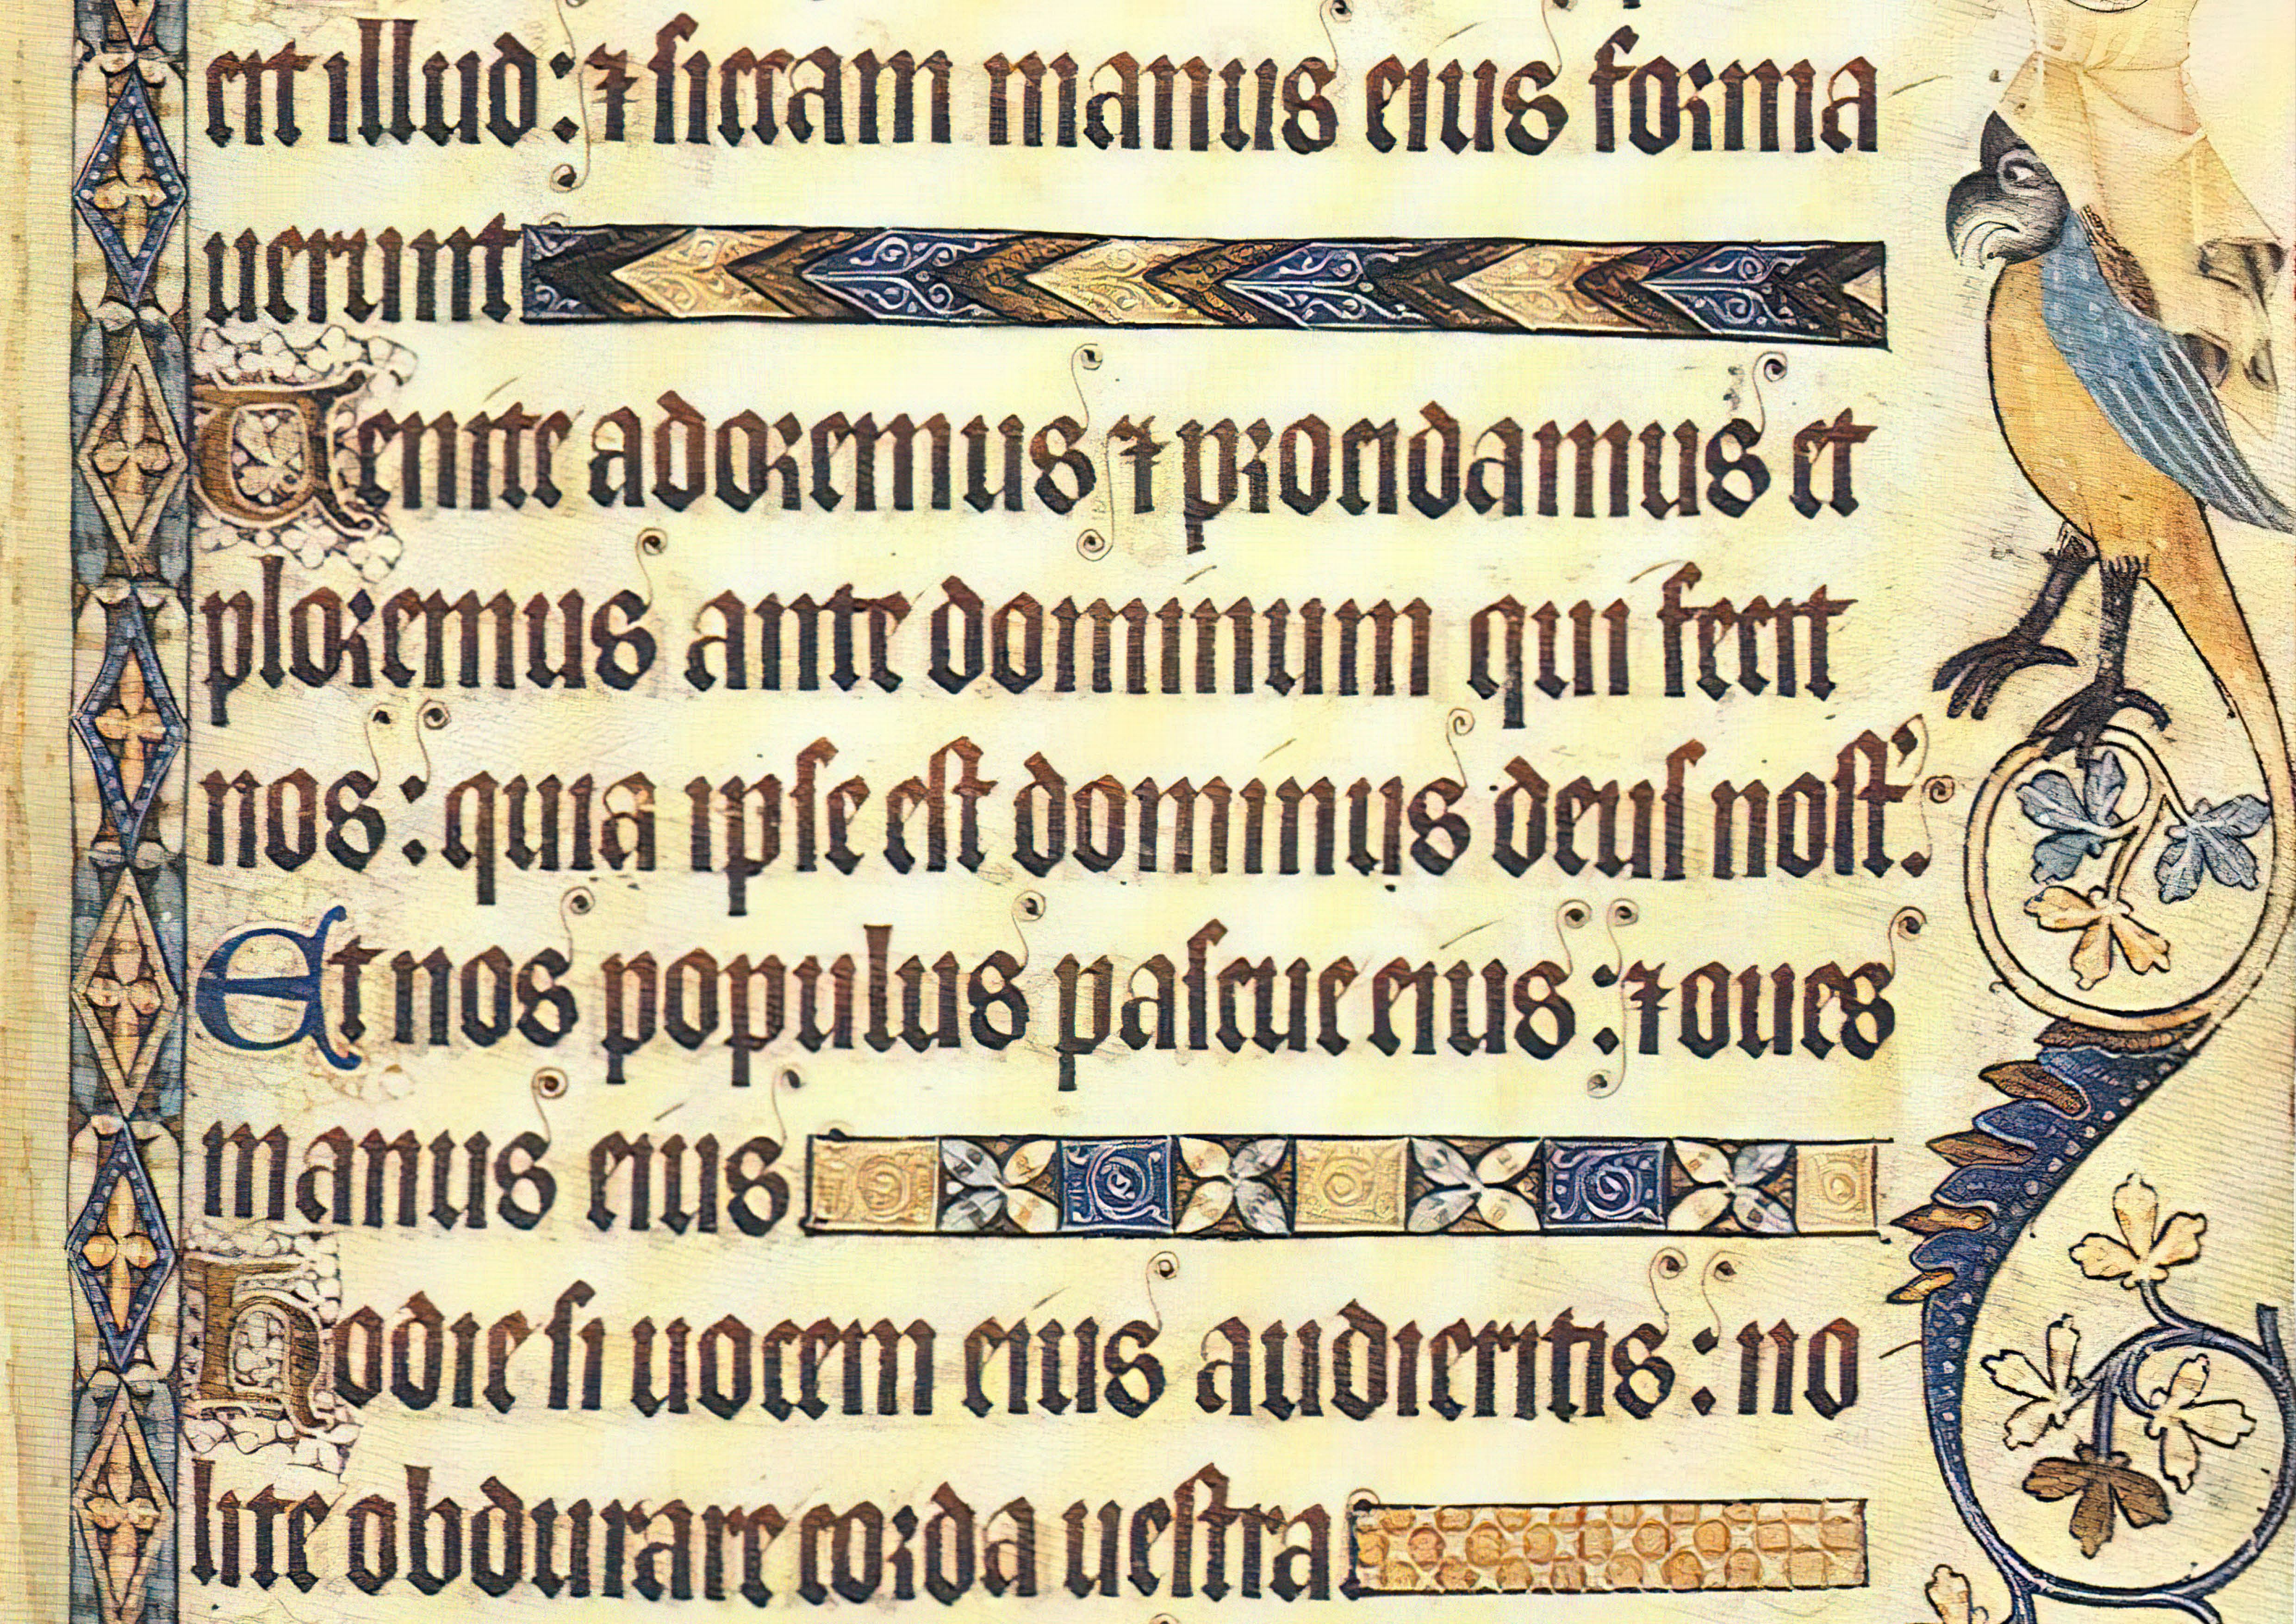 cit illud : ⁊ siccam manus eius forma
uerunt
Uenite adoremus ⁊ procidamus et
ploremus ante dominum qui fecit
nos : quia ipse est dominus deus nost'.
Et nos populus pascue eius : ⁊ oues
manus eius.
Hodie si uocem eius audieritis : no
lite obdurare corda uestra.